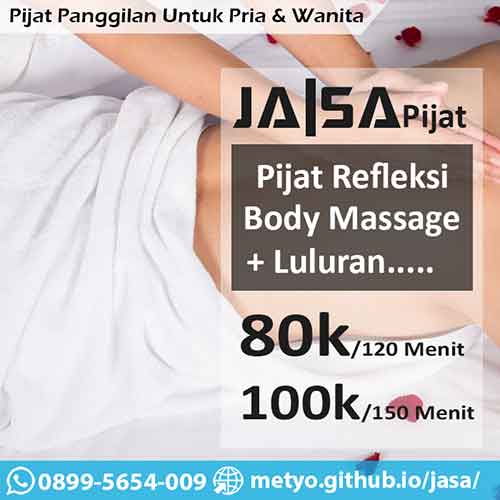 Pijat Panggilan Untuk Pria & Wanita
JA|SA Pijat
Pijat Refleksi
Body Massage
+ Luluran.....
80k/120 Menit
100k/150 Menit
0899-5654-009 metyo.github.io/jasa/